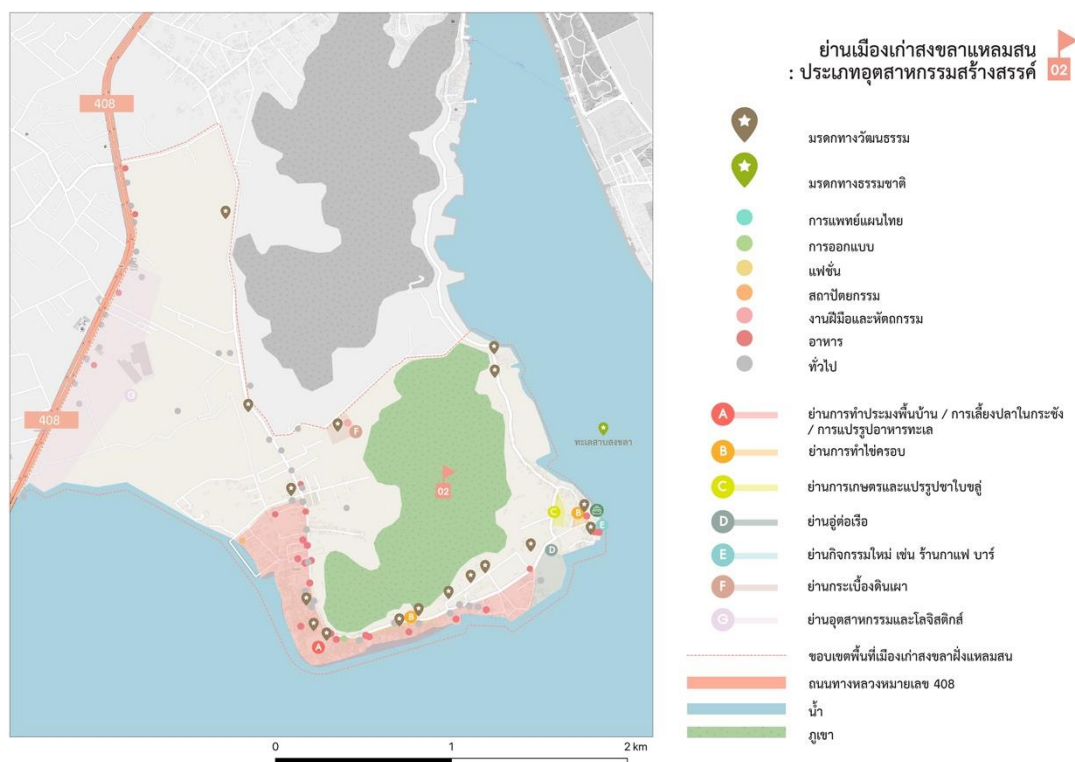 ย่านเมืองเก่าสงขลาแหลมสน
: ประเภทอุตสาหกรรมสร้างสรรค์
02
มรดกทางวัฒนธรรม
มรดกทางธรรมชาติ
การแพทย์แผนไทย
การออกแบบ
แฟชั่น
สถาปัตยกรรม
งานฝีมือและหัตถกรรม
อาหาร
ทั่วไป
A ย่านการทำประมงพื้นบ้าน / การเลี้ยงปลาในกระชัง
/ การแปรรูปอาหารทะเล
B ย่านการทำไข่ครอบ
C ย่านการเกษตรและแปรรูปชาใบขลู่
D ย่านอู่ต่อเรือ
E ย่านกิจกรรมใหม่ เช่น ร้านกาแฟ บาร์
F ย่านกระเบื้องดินเผา
G ย่านอุตสาหกรรมและโลจิสติกส์
ขอบเขตพื้นที่เมืองเก่าสงขลาฝั่งแหลมสน
ถนนทางหลวงหมายเลข 408
น้ำ
ภูเขา
408
408
G
F
02
ทะเลสาบสงขลา
C
B
E
D
B
A
0 1 2 km